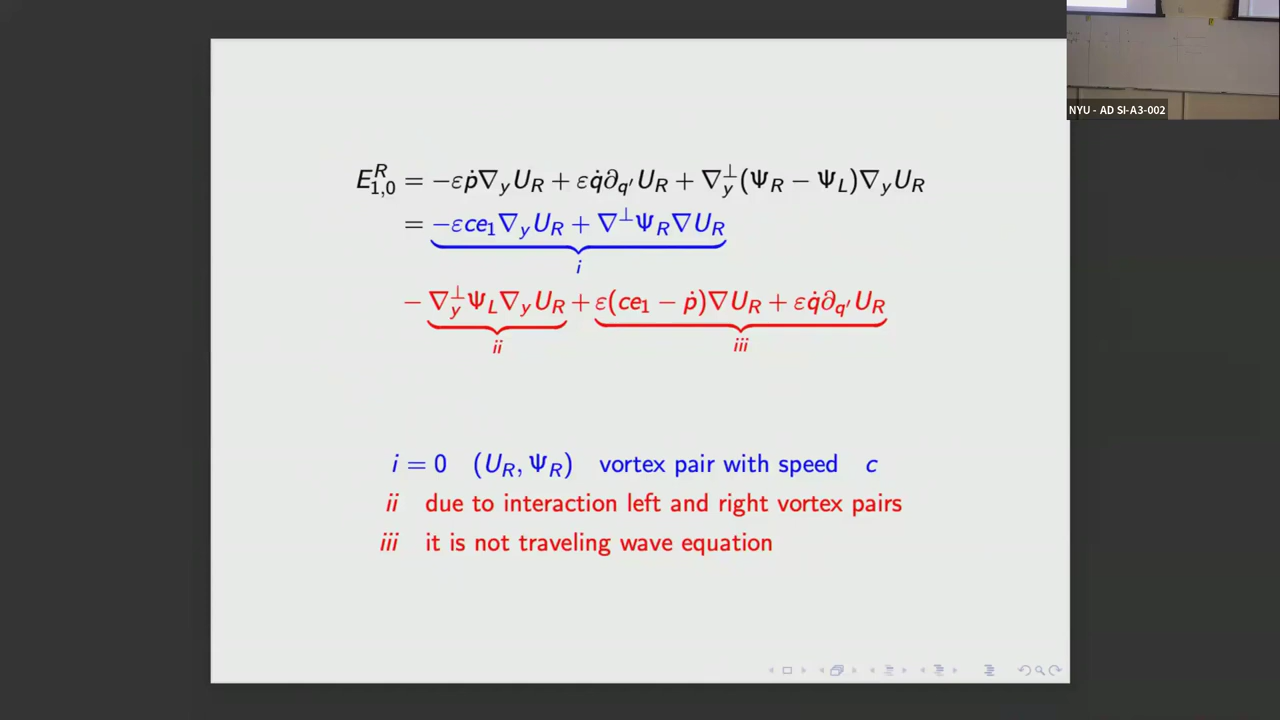 NYU - AD SI-A3-002
E^R_{1,0} = −εṗ∇_y U_R + εq̇∂_{q′}U_R + ∇^⊥_y(Ψ_R − Ψ_L)∇_y U_R
= −εce_1∇_y U_R + ∇^⊥Ψ_R∇U_R
i
− ∇^⊥_yΨ_L∇_y U_R + ε(ce_1 − ṗ)∇U_R + εq̇∂_{q′}U_R
ii iii
i = 0 (U_R, Ψ_R) vortex pair with speed c
ii due to interaction left and right vortex pairs
iii it is not traveling wave equation